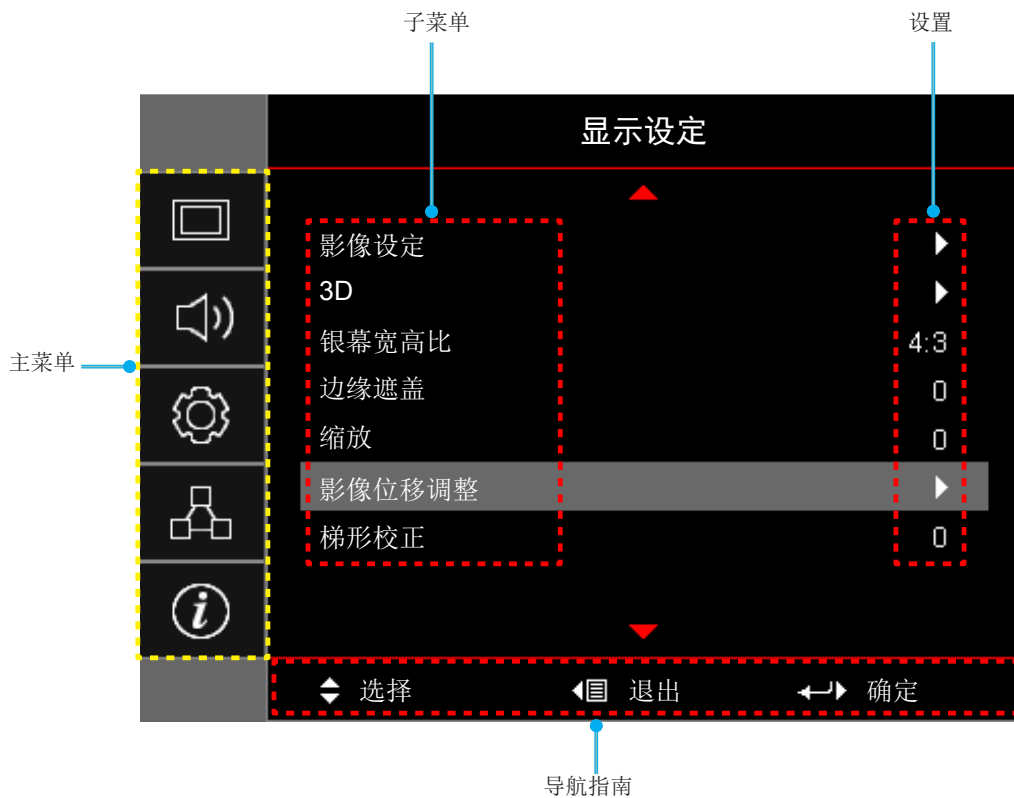 子菜单
设置
显示设定
影像设定
3D
银幕宽高比 4:3
主菜单
边缘遮盖 0
缩放 0
影像位移调整
梯形校正 0
选择 退出 确定
导航指南